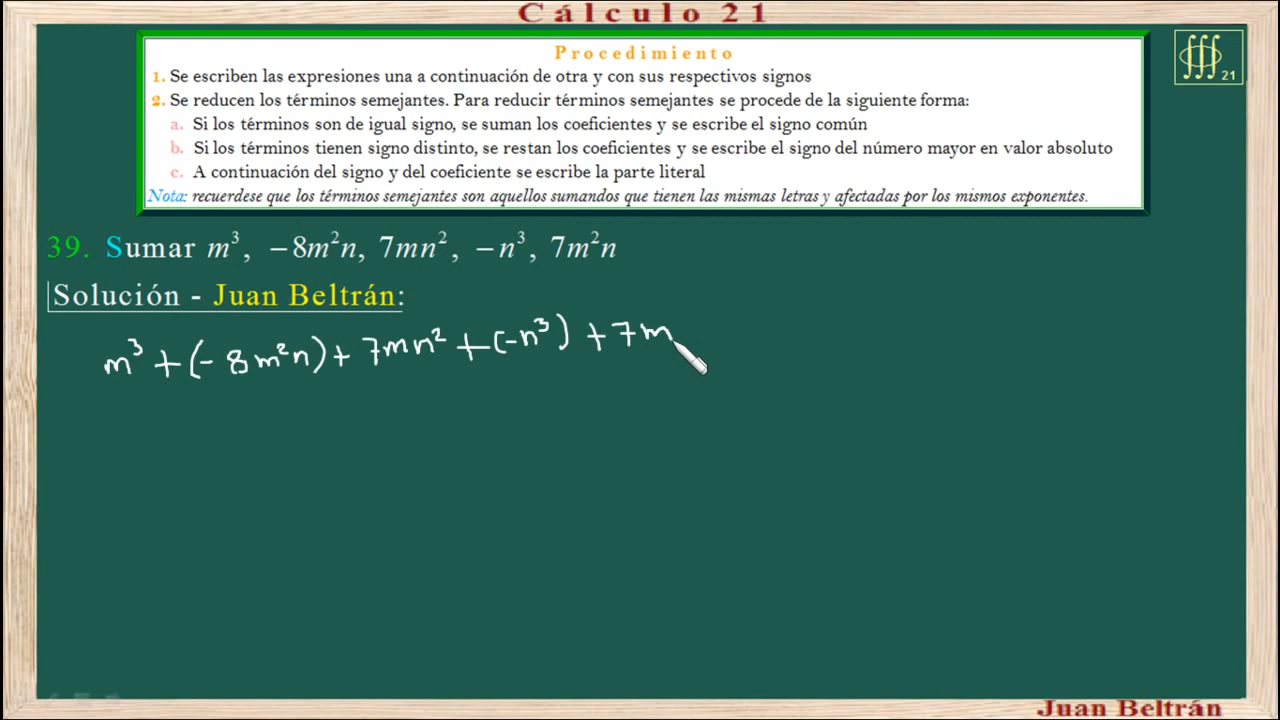 Cálculo 21
Procedimiento
1. Se escriben las expresiones una a continuación de otra y con sus respectivos signos
2. Se reducen los términos semejantes. Para reducir términos semejantes se procede de la siguiente forma:
a. Si los términos son de igual signo, se suman los coeficientes y se escribe el signo común
b. Si los términos tienen signo distinto, se restan los coeficientes y se escribe el signo del número mayor en valor absoluto
c. A continuación del signo y del coeficiente se escribe la parte literal
Nota: recuerdese que los términos semejantes son aquellos sumandos que tienen las mismas letras y afectadas por los mismos exponentes.
∫∫∫ 21
39. Sumar m³, −8m²n, 7mn², −n³, 7m²n
Solución - Juan Beltrán:
m³ + (− 8m²n) + 7mn² + (−n³) + 7m
Juan Beltrán